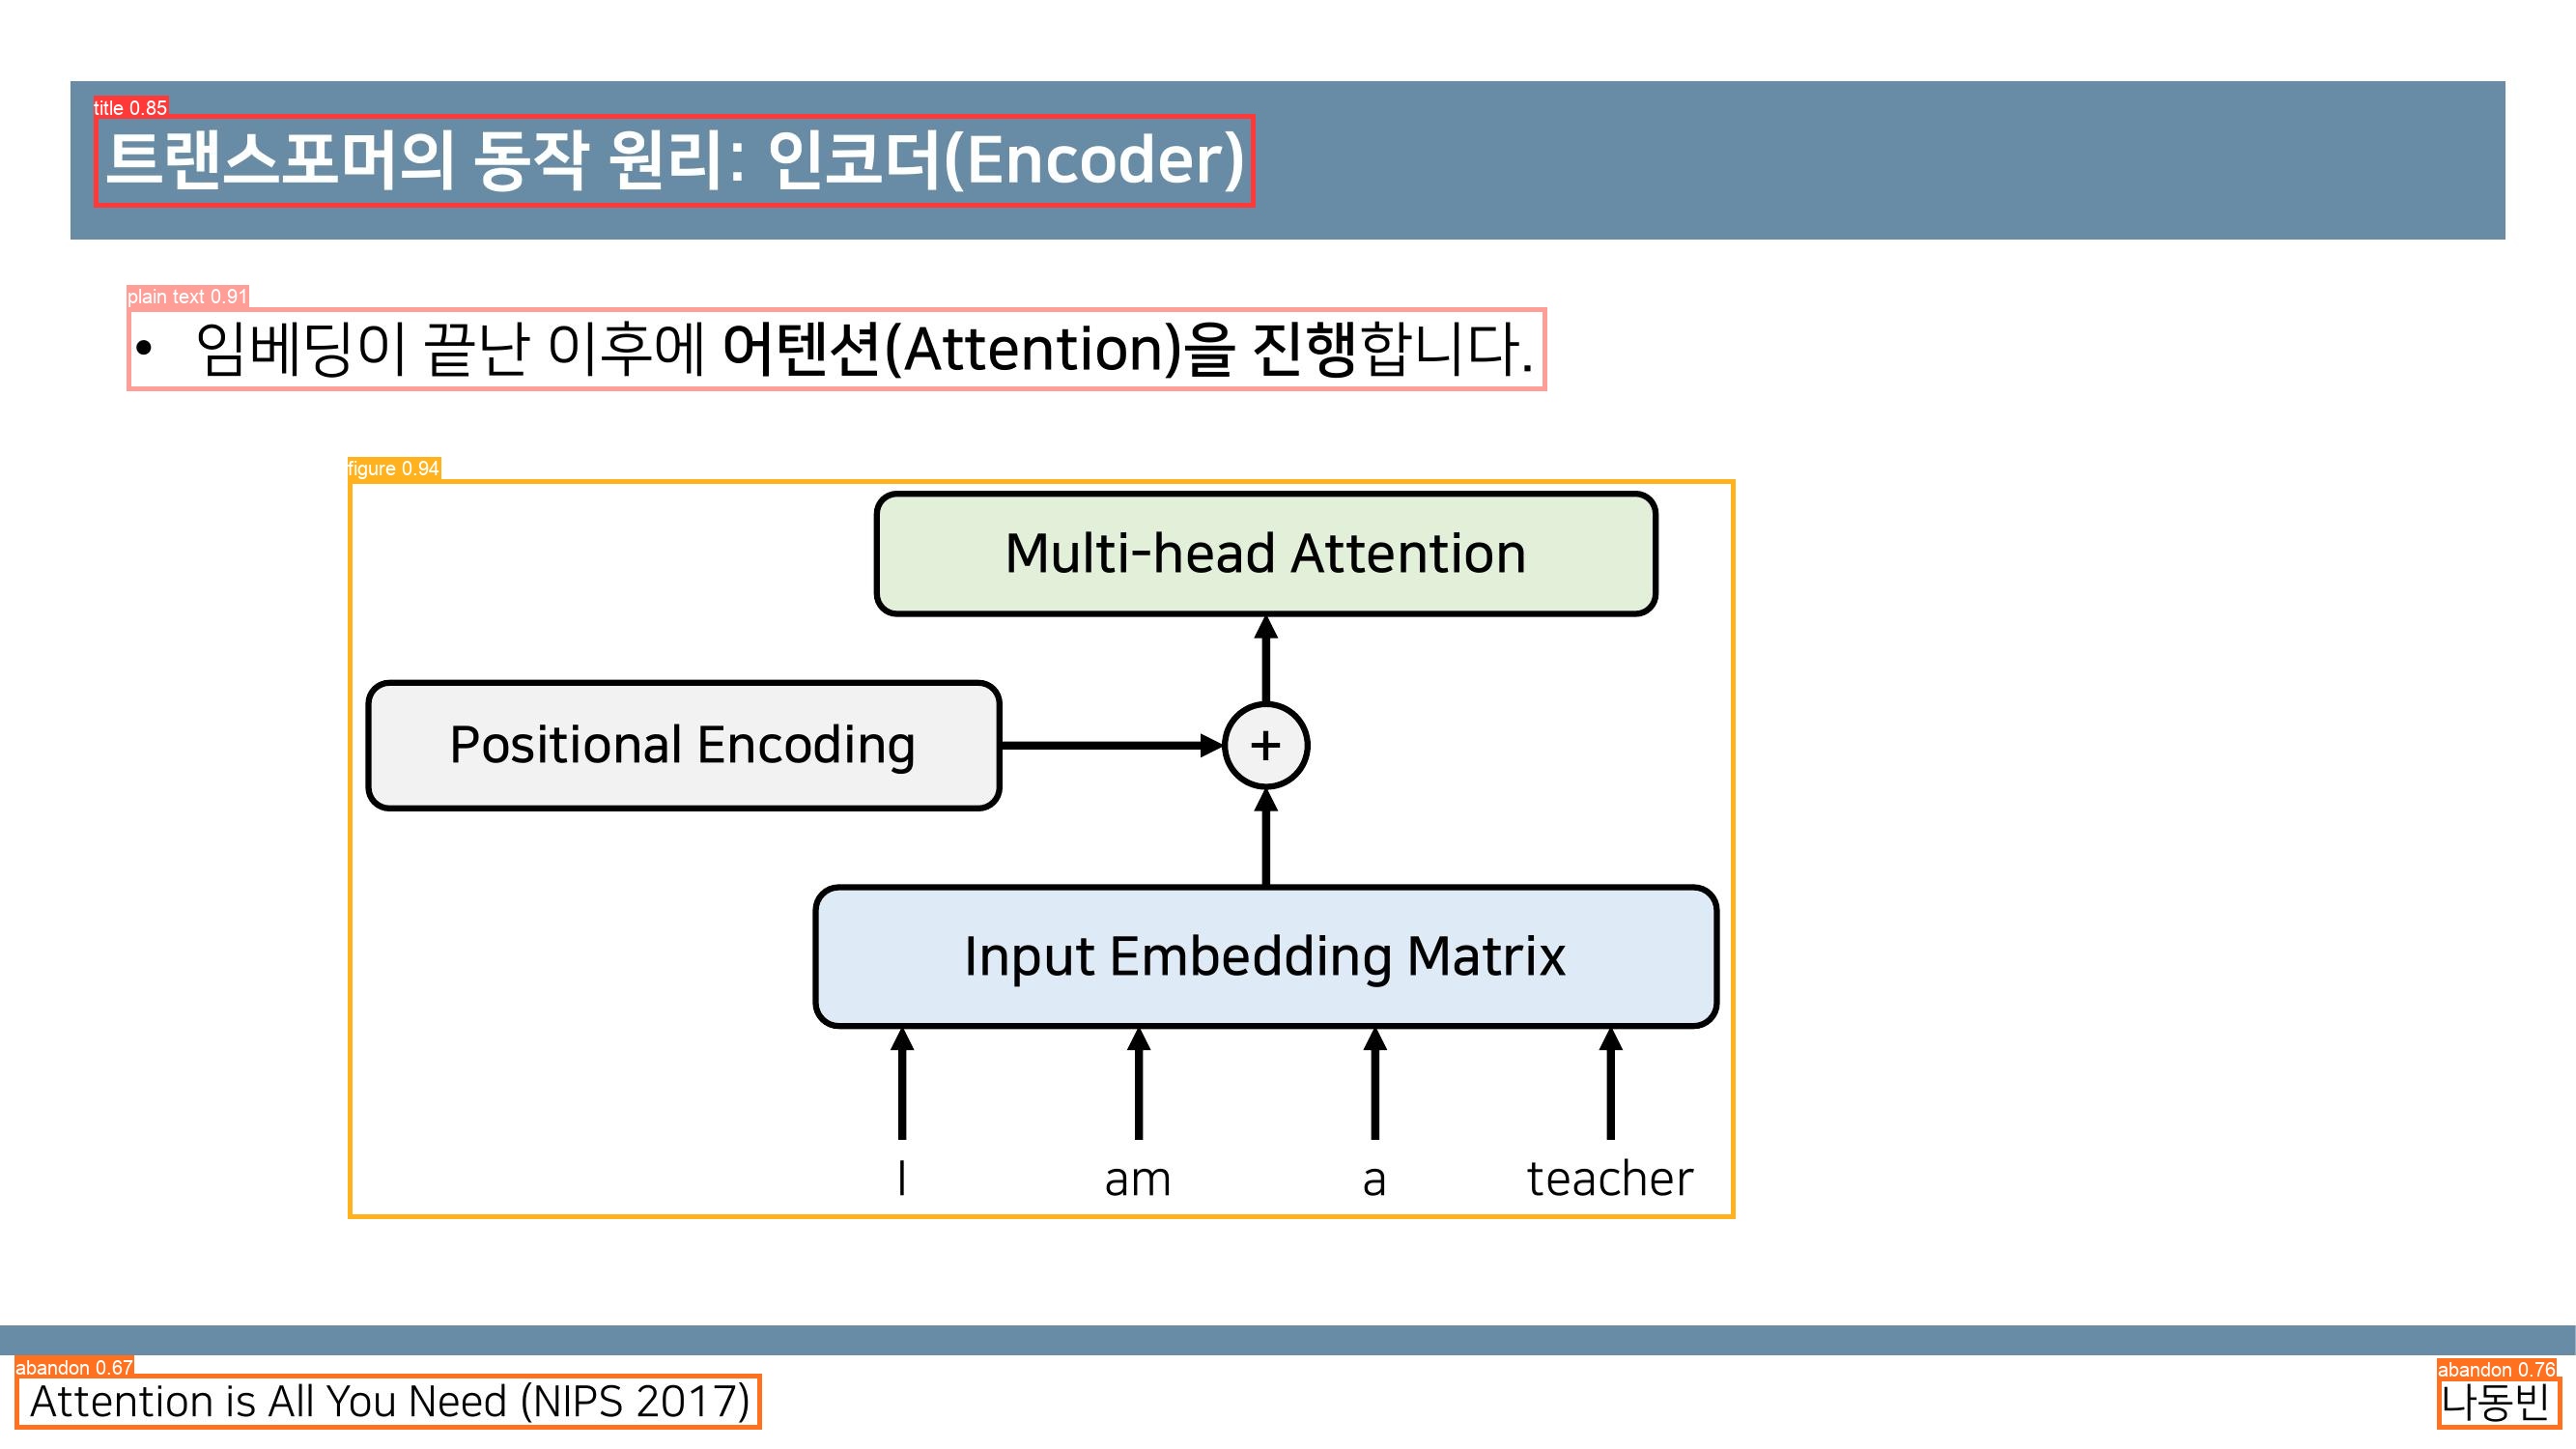 title 0.85
트랜스포머의 동작 원리: 인코더(Encoder)
plain text 0.91
• 임베딩이 끝난 이후에 어텐션(Attention)을 진행합니다.
figure 0.94
Multi-head Attention
Positional Encoding
+
Input Embedding Matrix
I am a teacher
abandon 0.67
Attention is All You Need (NIPS 2017)
abandon 0.76
나동빈